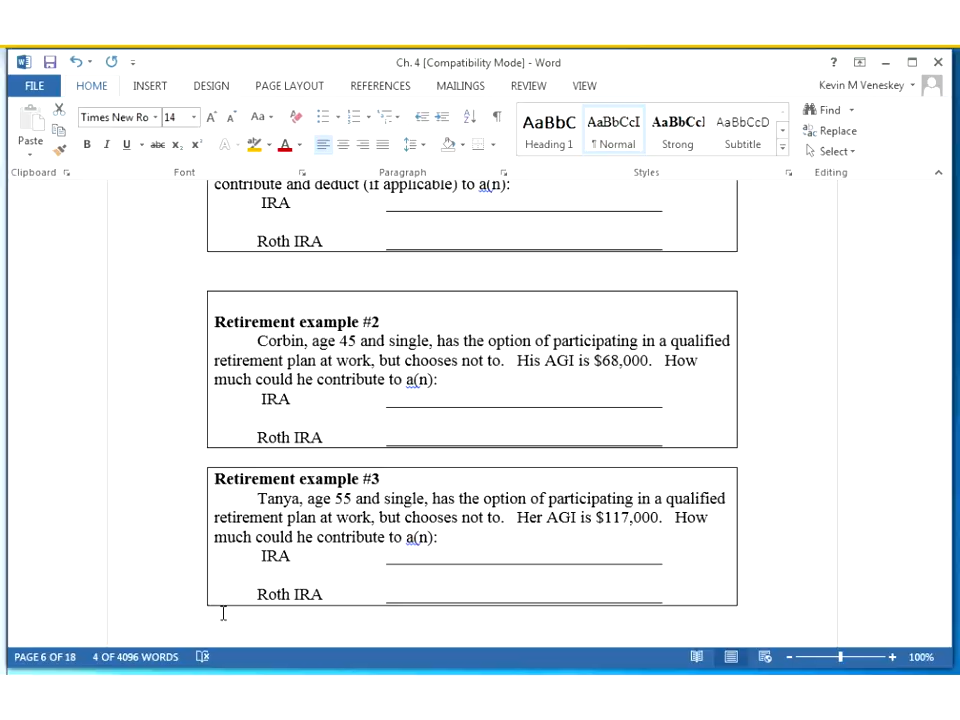 Ch. 4 [Compatibility Mode] - Word
?
FILE HOME INSERT DESIGN PAGE LAYOUT REFERENCES MAILINGS REVIEW VIEW
Kevin M Veneskey
Paste
Times New Ro 14
Aa
B I U abc x₂ x²
A A
AaBbC AaBbCcI AaBbCcI AaBbCcD
Heading 1 ¶ Normal Strong Subtitle
Find
Replace
Select
Clipboard Font Paragraph Styles Editing
contribute and deduct (if applicable) to a(n):
IRA
Roth IRA
Retirement example #2
Corbin, age 45 and single, has the option of participating in a qualified
retirement plan at work, but chooses not to. His AGI is $68,000. How
much could he contribute to a(n):
IRA
Roth IRA
Retirement example #3
Tanya, age 55 and single, has the option of participating in a qualified
retirement plan at work, but chooses not to. Her AGI is $117,000. How
much could he contribute to a(n):
IRA
Roth IRA
PAGE 6 OF 18 4 OF 4096 WORDS 100%